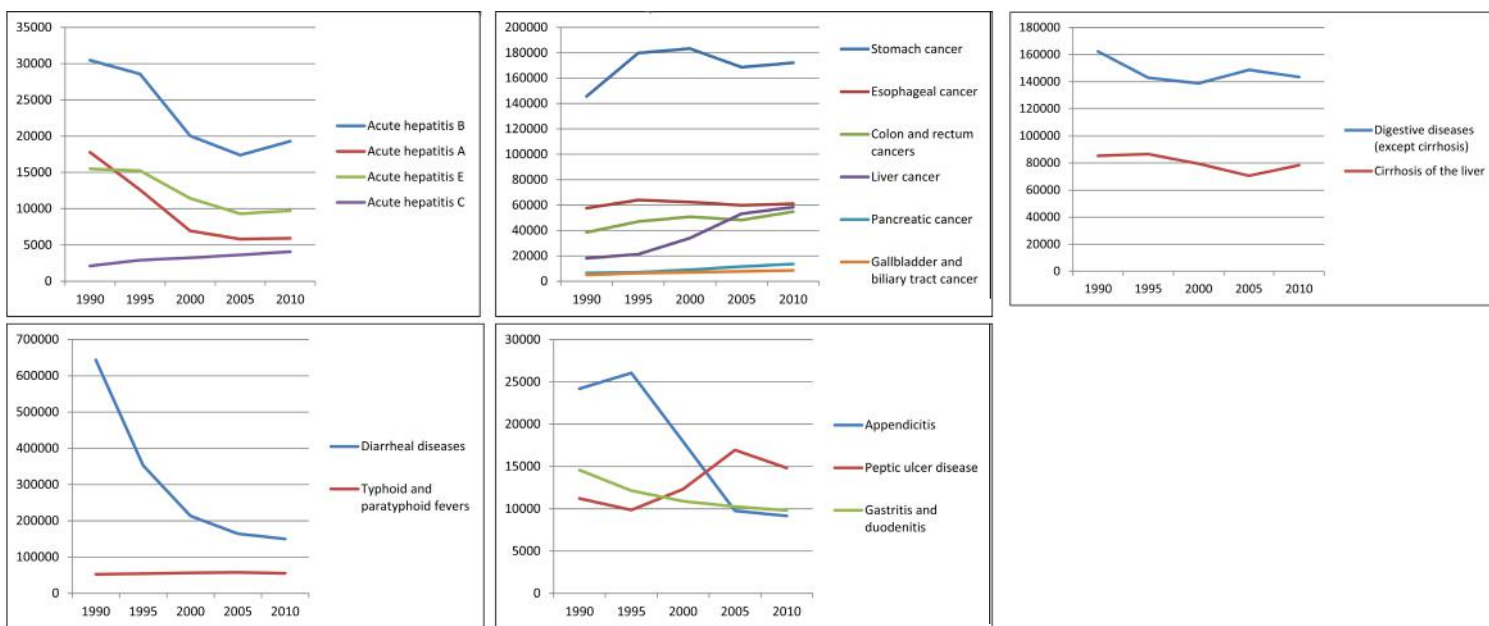 35000
30000
25000
20000
15000
10000
5000
0
1990 1995 2000 2005 2010
Acute hepatitis B
Acute hepatitis A
Acute hepatitis E
Acute hepatitis C
200000
180000
160000
140000
120000
100000
80000
60000
40000
20000
0
1990 1995 2000 2005 2010
Stomach cancer
Esophageal cancer
Colon and rectum
cancers
Liver cancer
Pancreatic cancer
Gallbladder and
biliary tract cancer
180000
160000
140000
120000
100000
80000
60000
40000
20000
0
1990 1995 2000 2005 2010
Digestive diseases
(except cirrhosis)
Cirrhosis of the liver
700000
600000
500000
400000
300000
200000
100000
0
1990 1995 2000 2005 2010
Diarrheal diseases
Typhoid and
paratyphoid fevers
30000
25000
20000
15000
10000
5000
0
1990 1995 2000 2005 2010
Appendicitis
Peptic ulcer disease
Gastritis and
duodenitis